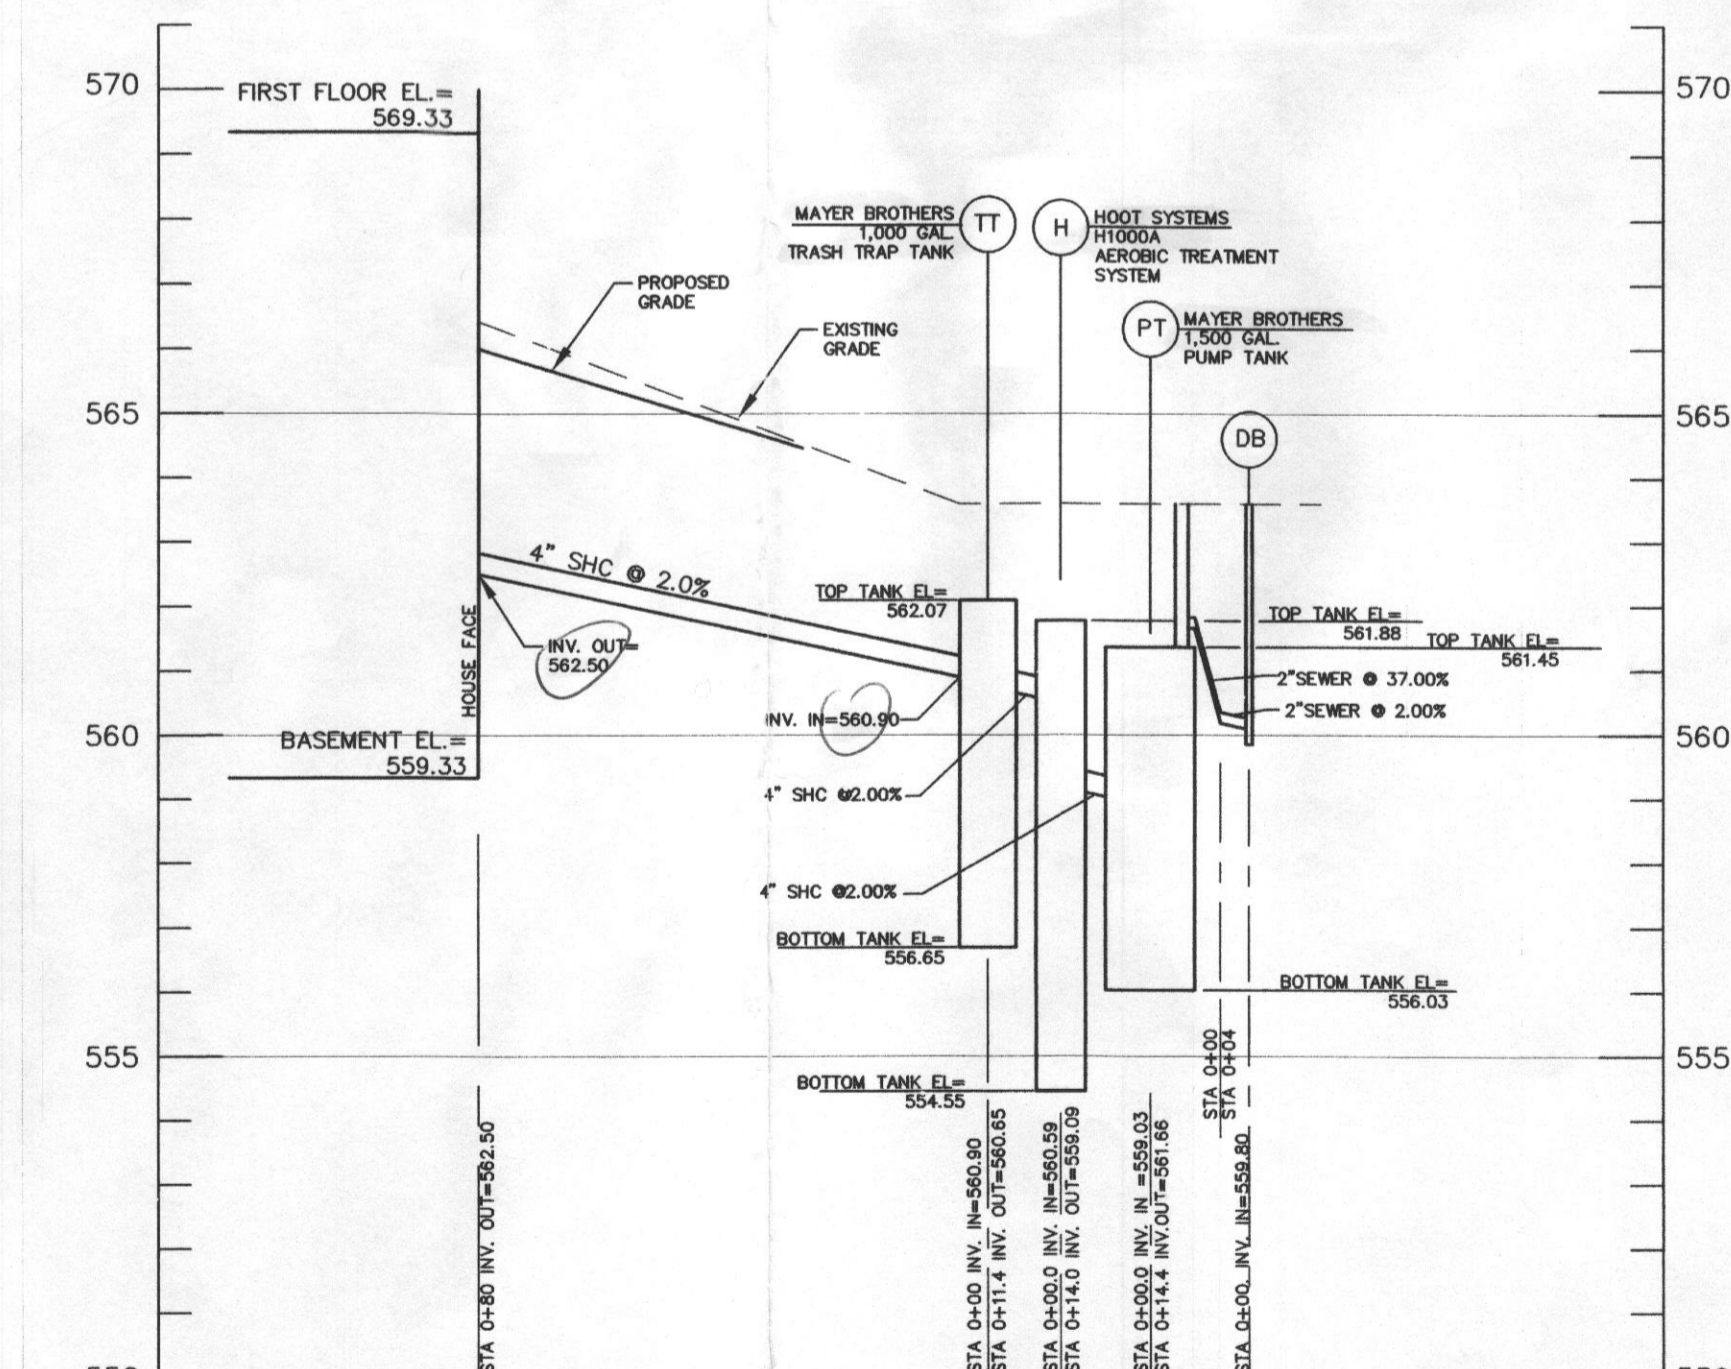 570
570
FIRST FLOOR EL.=
569.33
MAYER BROTHERS
1,000 GAL.
TRASH TRAP TANK
TT
H
HOOT SYSTEMS
H1000A
AEROBIC TREATMENT
SYSTEM
PROPOSED
GRADE
EXISTING
GRADE
PT
MAYER BROTHERS
1,500 GAL.
PUMP TANK
565
565
DB
4" SHC @ 2.0%
TOP TANK EL=
562.07
TOP TANK EL=
561.88
TOP TANK EL=
561.45
HOUSE FACE
INV. OUT=
562.50
2"SEWER @ 37.00%
INV. IN=560.90
2"SEWER @ 2.00%
560
560
BASEMENT EL.=
559.33
4" SHC @2.00%
4" SHC @2.00%
BOTTOM TANK EL=
556.65
BOTTOM TANK EL=
556.03
555
555
BOTTOM TANK EL=
554.55
STA 0+00
STA 0+04
STA 0+80 INV. OUT=562.50
STA 0+00 INV. IN=560.90
STA 0+11.4 INV. OUT=560.65
STA 0+00.0 INV. IN=560.59
STA 0+14.0 INV. OUT=559.09
STA 0+00.0 INV. IN =559.03
STA 0+14.4 INV.OUT=561.66
STA 0+00, INV. IN=559.80